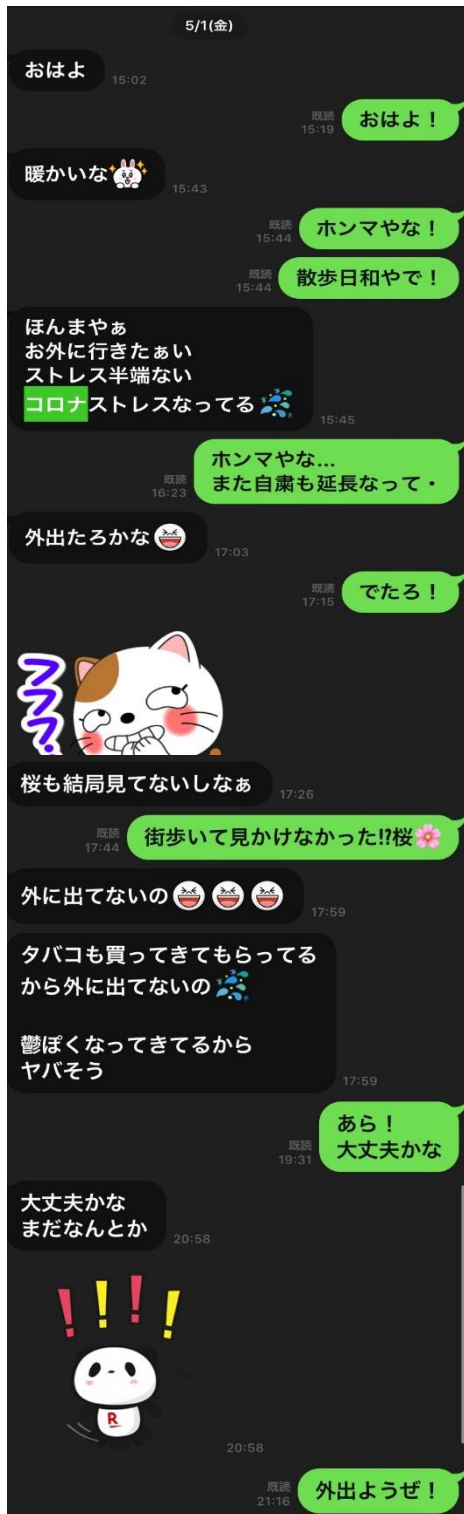 5/1(金)
おはよ
15:02
既読
15:19
おはよ！
暖かいな
15:43
既読
15:44
ホンマやな！
既読
15:44
散歩日和やで！
ほんまやぁ
お外に行きたぁい
ストレス半端ない
コロナストレスなってる
15:45
既読
16:23
ホンマやな...
また自粛も延長なって・
外出たろかな
17:03
既読
17:15
でたろ！
フフフ・
桜も結局見てないしなぁ
17:26
既読
17:44
街歩いて見かけなかった⁉桜🌸
外に出てないの
17:59
タバコも買ってきてもらってる
から外に出てないの
鬱ぽくなってきてるから
ヤバそう
17:59
既読
19:31
あら！
大丈夫かな
大丈夫かな
まだなんとか
20:58
!!!!
R
20:58
既読
21:16
外出ようぜ！